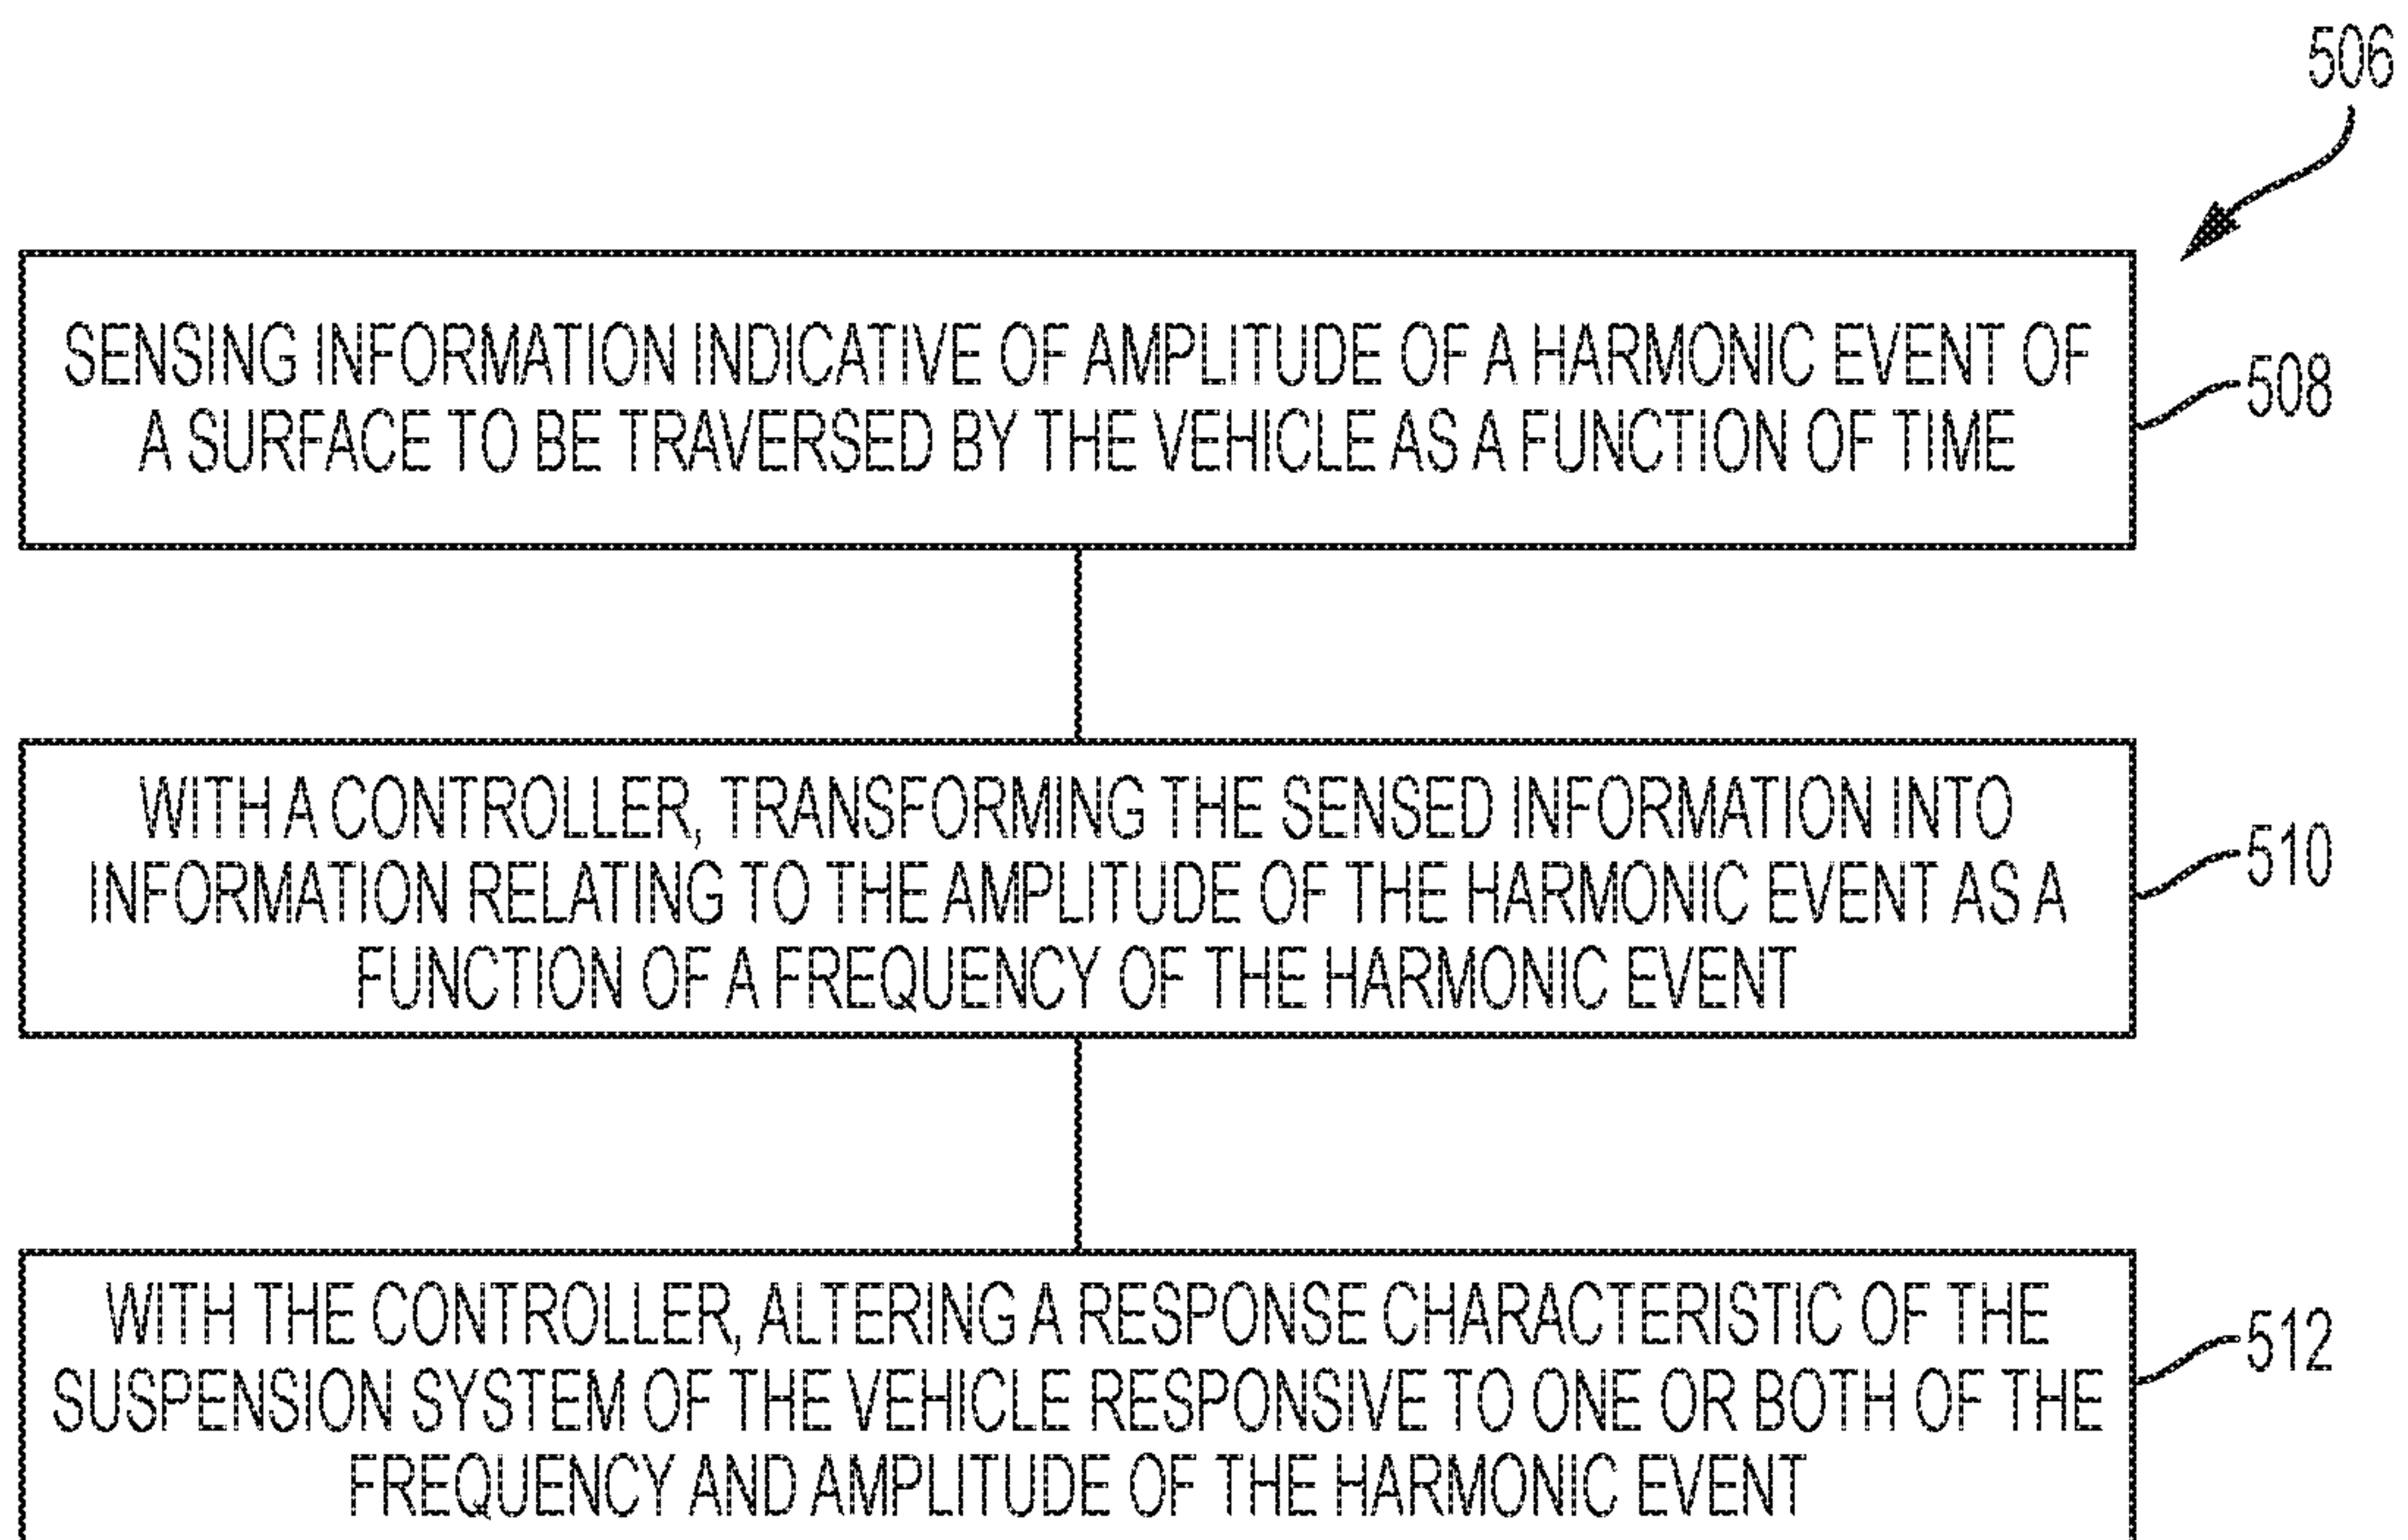 506
SENSING INFORMATION INDICATIVE OF AMPLITUDE OF A HARMONIC EVENT OF
A SURFACE TO BE TRAVERSED BY THE VEHICLE AS A FUNCTION OF TIME
508
WITH A CONTROLLER, TRANSFORMING THE SENSED INFORMATION INTO
INFORMATION RELATING TO THE AMPLITUDE OF THE HARMONIC EVENT AS A
FUNCTION OF A FREQUENCY OF THE HARMONIC EVENT
510
WITH THE CONTROLLER, ALTERING A RESPONSE CHARACTERISTIC OF THE
SUSPENSION SYSTEM OF THE VEHICLE RESPONSIVE TO ONE OR BOTH OF THE
FREQUENCY AND AMPLITUDE OF THE HARMONIC EVENT
512